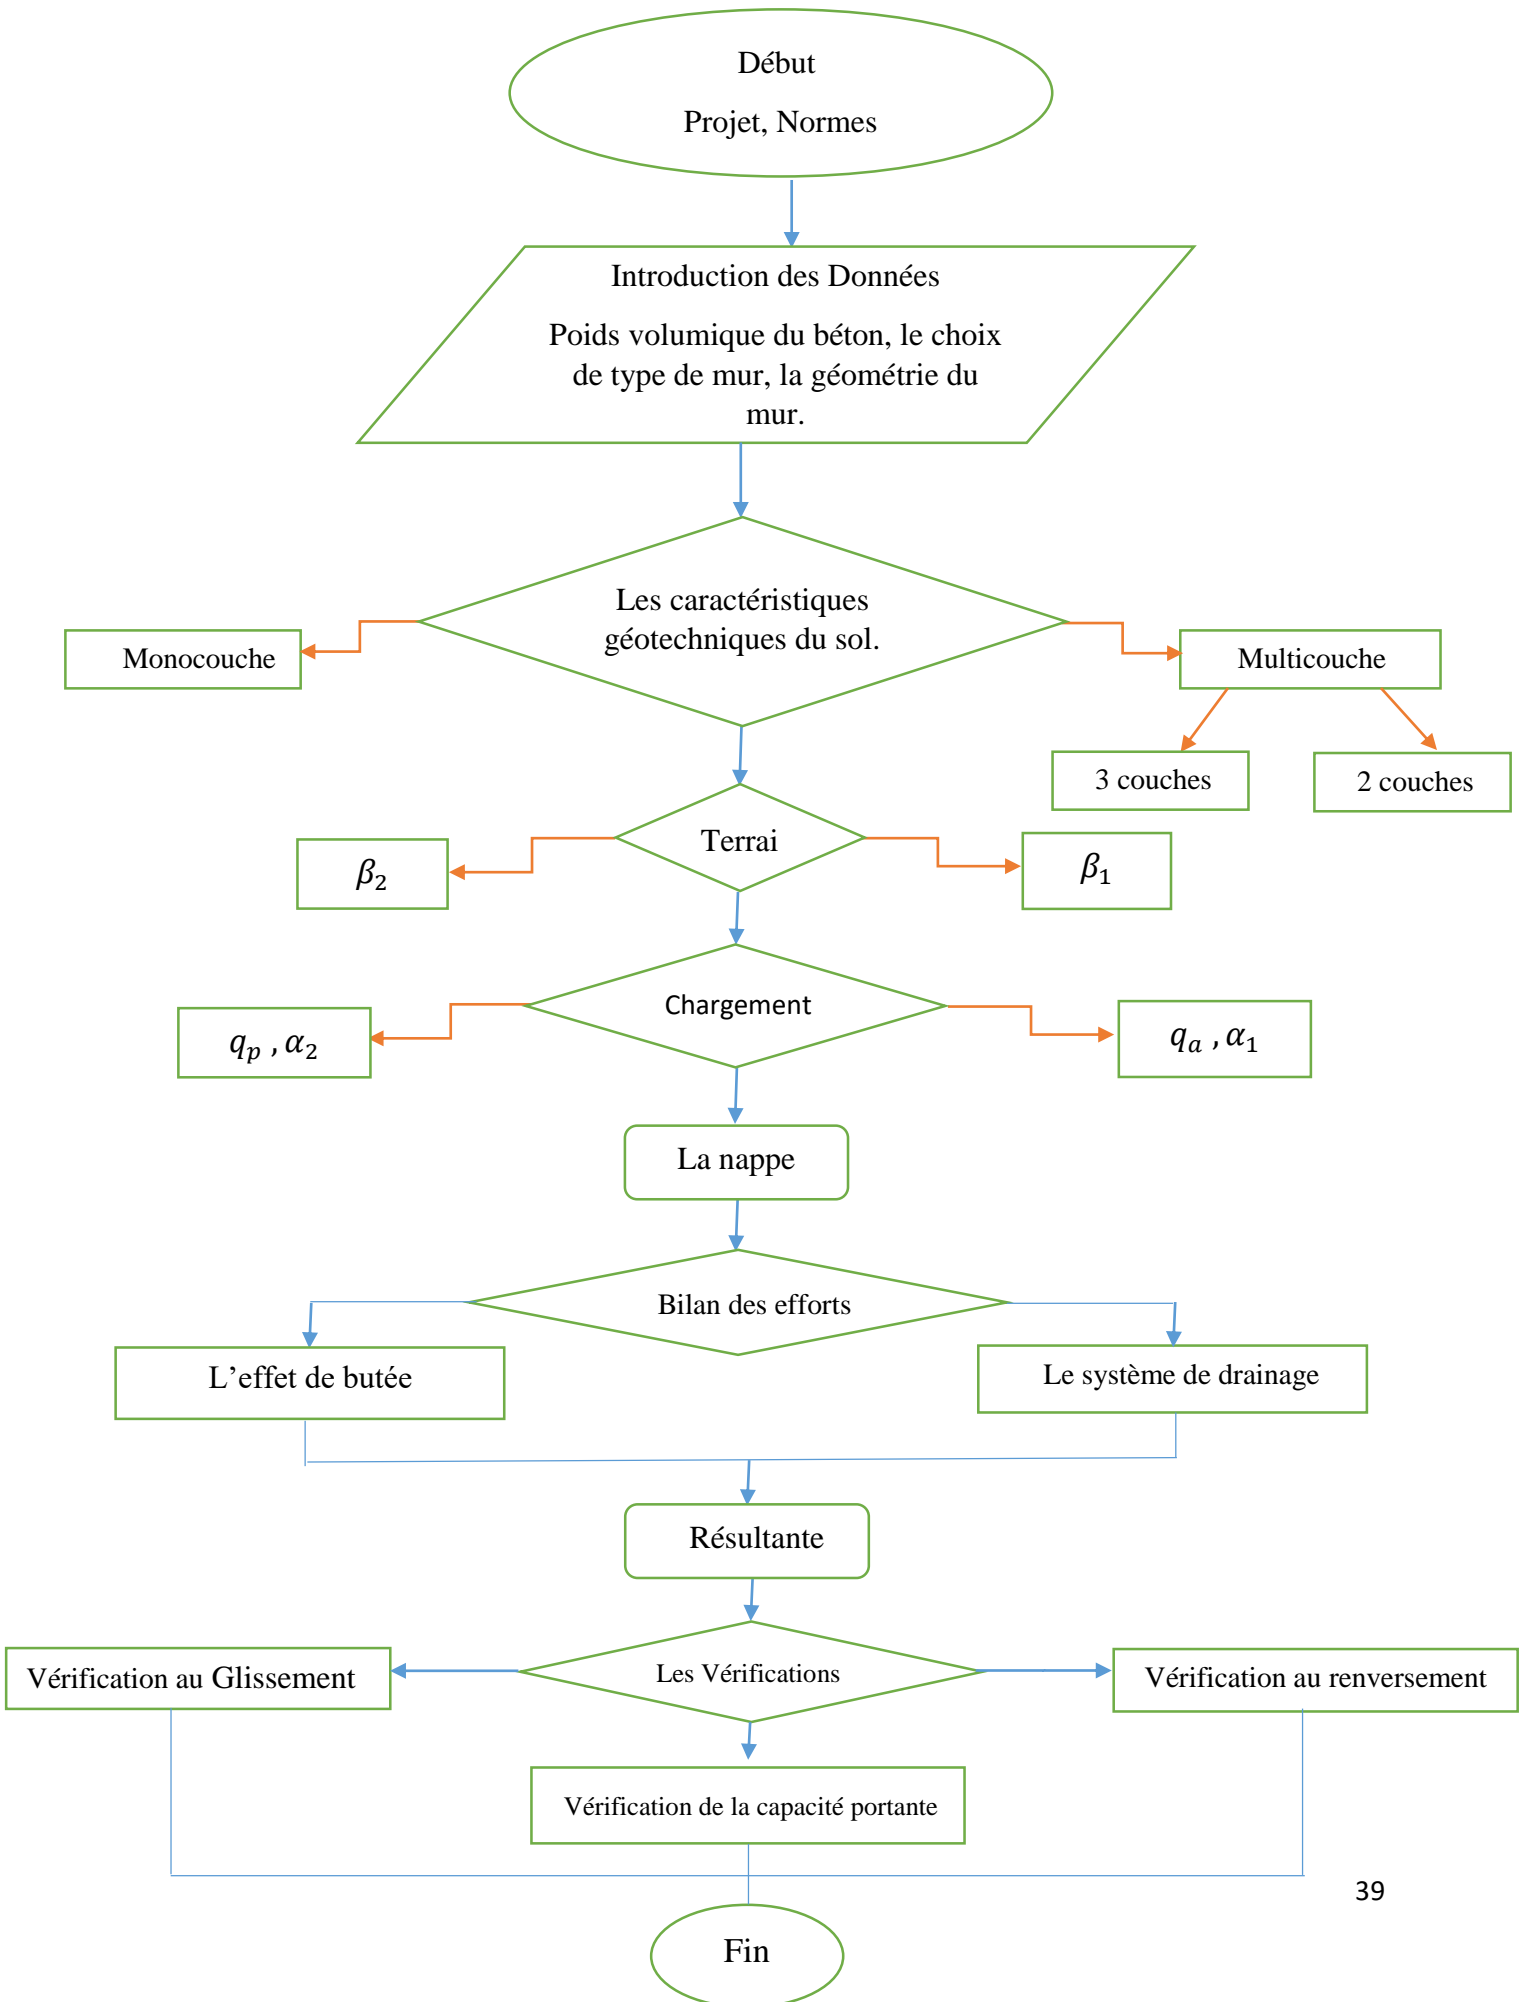 Début
Projet, Normes
Introduction des Données
Poids volumique du béton, le choix
de type de mur, la géométrie du
mur.
Les caractéristiques
géotechniques du sol.
Monocouche
Multicouche
3 couches
2 couches
Terrai
β₂
β₁
Chargement
qₚ , α₂
qₐ , α₁
La nappe
Bilan des efforts
L’effet de butée
Le système de drainage
Résultante
Vérification au Glissement
Les Vérifications
Vérification au renversement
Vérification de la capacité portante
39
Fin